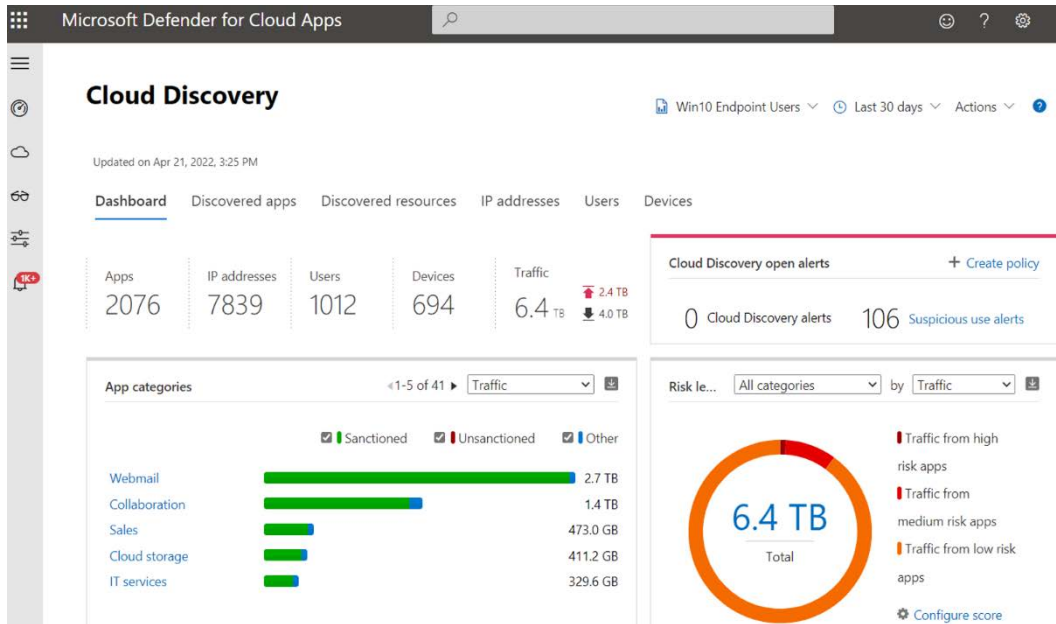 Microsoft Defender for Cloud Apps
?
Cloud Discovery
Win10 Endpoint Users
Last 30 days
Actions
?
Updated on Apr 21, 2022, 3:25 PM
Dashboard
Discovered apps
Discovered resources
IP addresses
Users
Devices
1K+
Apps
2076
IP addresses
7839
Users
1012
Devices
694
Traffic
6.4 TB
2.4 TB
4.0 TB
Cloud Discovery open alerts
+ Create policy
0 Cloud Discovery alerts
106 Suspicious use alerts
App categories
1-5 of 41
Traffic
Sanctioned
Unsanctioned
Other
Webmail
2.7 TB
Collaboration
1.4 TB
Sales
473.0 GB
Cloud storage
411.2 GB
IT services
329.6 GB
Risk le...
All categories
by
Traffic
6.4 TB
Total
Traffic from high
risk apps
Traffic from
medium risk apps
Traffic from low risk
apps
Configure score